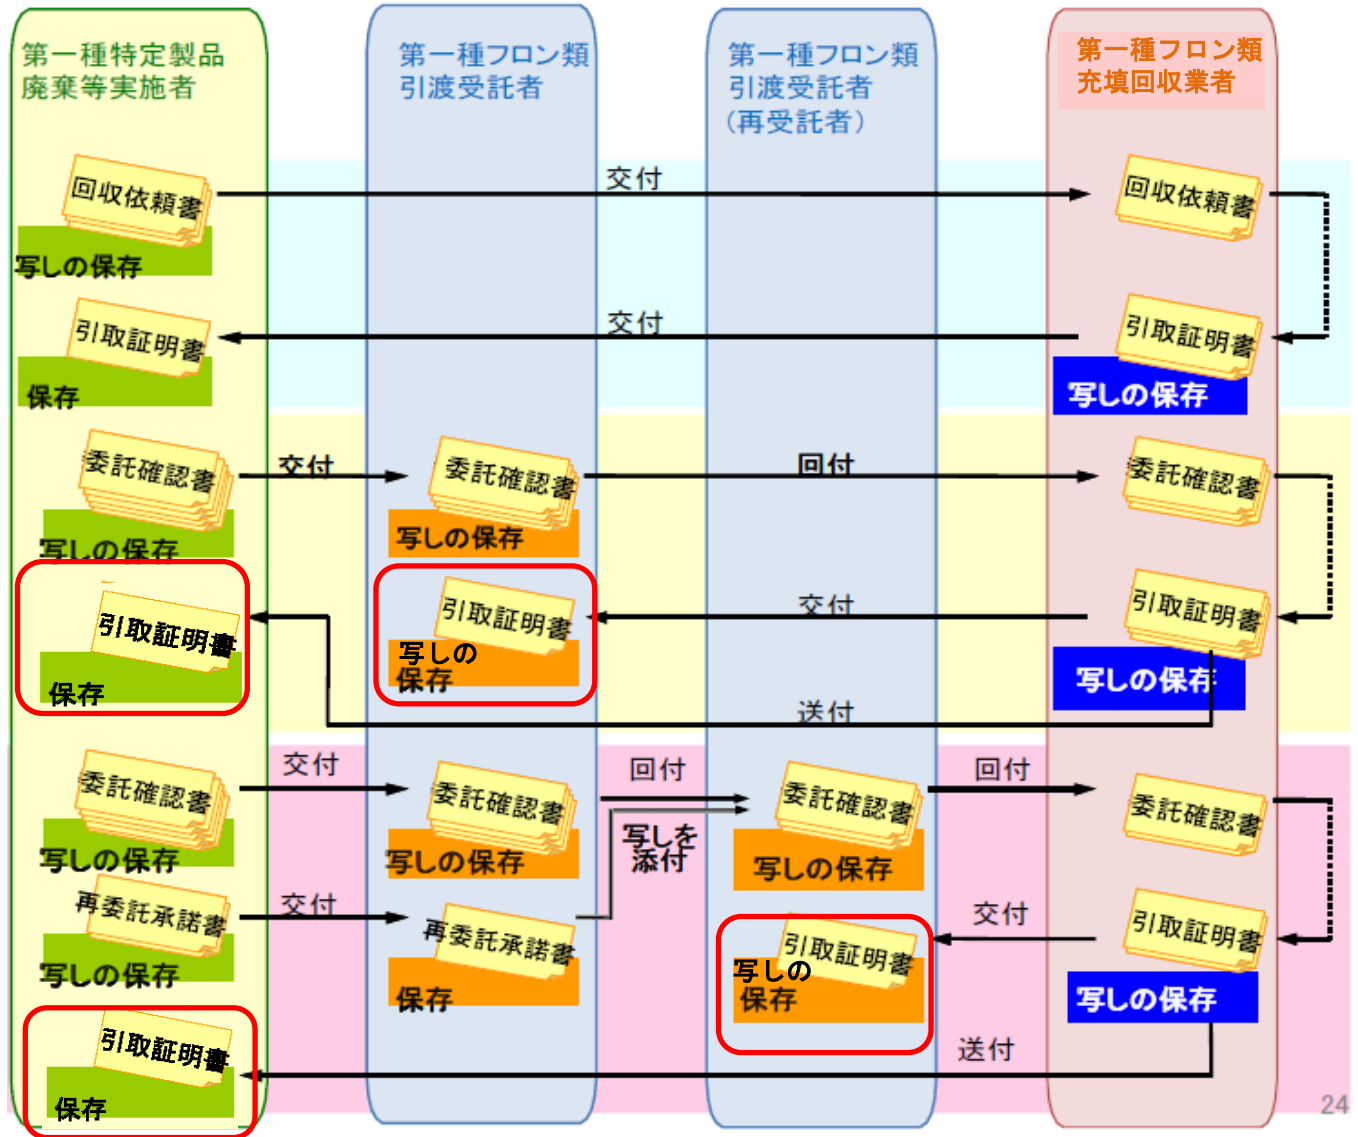 第一種特定製品
廃棄等実施者
第一種フロン類
引渡受託者
第一種フロン類
引渡受託者
（再受託者）
第一種フロン類
充填回収業者
回収依頼書
写しの保存
交付
回収依頼書
引取証明書
保存
交付
引取証明書
写しの保存
委託確認書
写しの保存
交付
委託確認書
写しの保存
回付
委託確認書
引取証明書
保存
引取証明書
写しの
保存
交付
引取証明書
写しの保存
送付
委託確認書
写しの保存
交付
委託確認書
写しの保存
回付
写しを
添付
委託確認書
写しの保存
回付
委託確認書
再委託承諾書
写しの保存
交付
再委託承諾書
保存
引取証明書
写しの
保存
交付
引取証明書
写しの保存
引取証明書
保存
送付
24